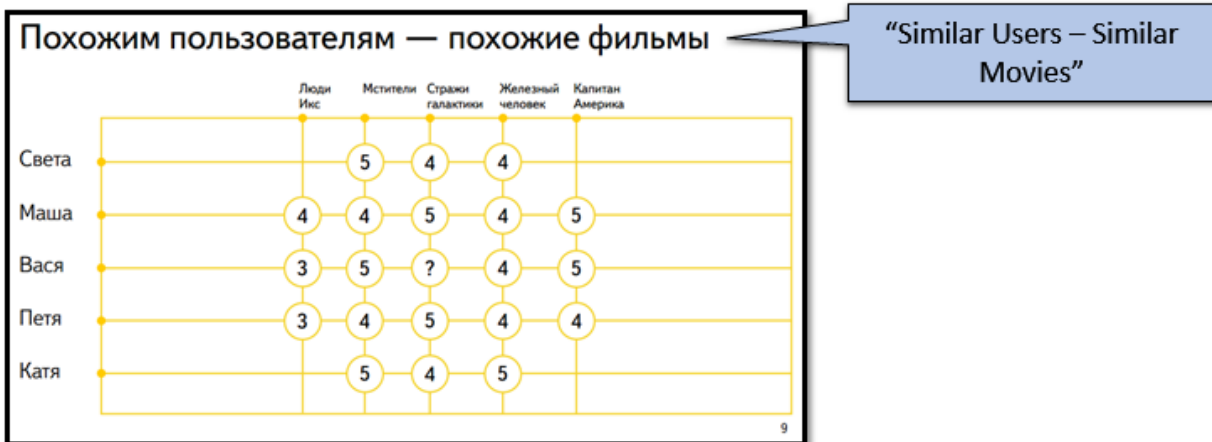 Похожим пользователям — похожие фильмы
“Similar Users – Similar
Movies”
Люди
Икс
Мстители
Стражи
галактики
Железный
человек
Капитан
Америка
Света 5 4 4
Маша 4 4 5 4 5
Вася 3 5 ? 4 5
Петя 3 4 5 4 4
Катя 5 4 5
9